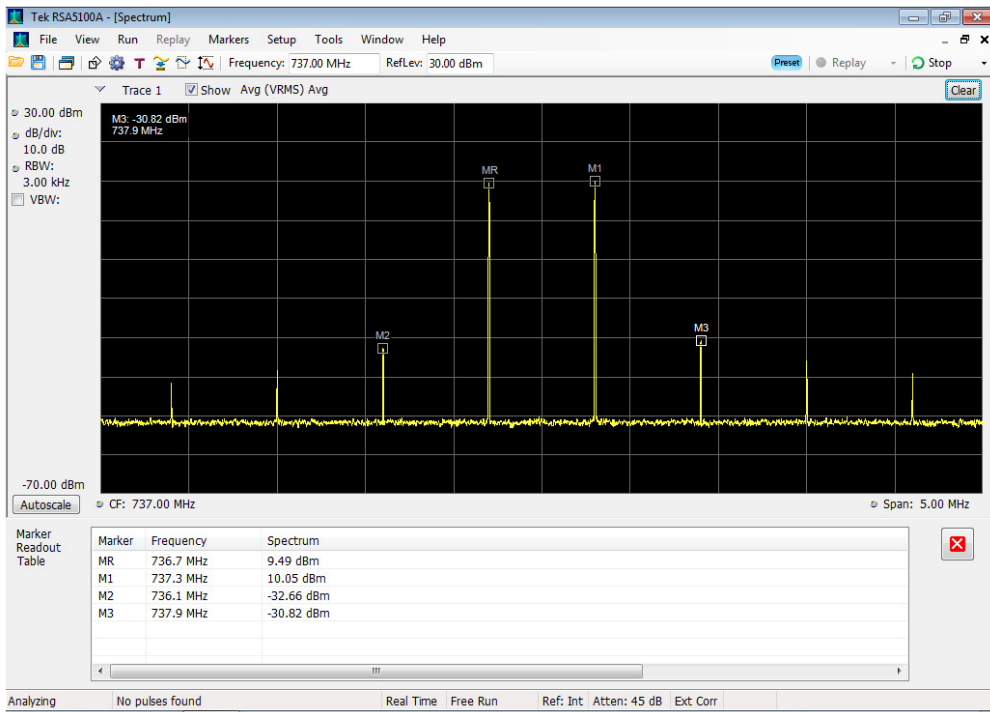 Tek RSA5100A - [Spectrum]
File View Run Replay Markers Setup Tools Window Help
T Frequency: 737.00 MHz RefLev: 30.00 dBm Preset Replay Stop
Trace 1 Show Avg (VRMS) Avg Clear
30.00 dBm
dB/div:
10.0 dB
RBW:
3.00 kHz
VBW:
M3: -30.82 dBm
737.9 MHz
MR
M1
M2
M3
-70.00 dBm
Autoscale CF: 737.00 MHz Span: 5.00 MHz
Marker
Readout
Table
Marker Frequency Spectrum
MR 736.7 MHz 9.49 dBm
M1 737.3 MHz 10.05 dBm
M2 736.1 MHz -32.66 dBm
M3 737.9 MHz -30.82 dBm
Analyzing No pulses found Real Time Free Run Ref: Int Atten: 45 dB Ext Corr